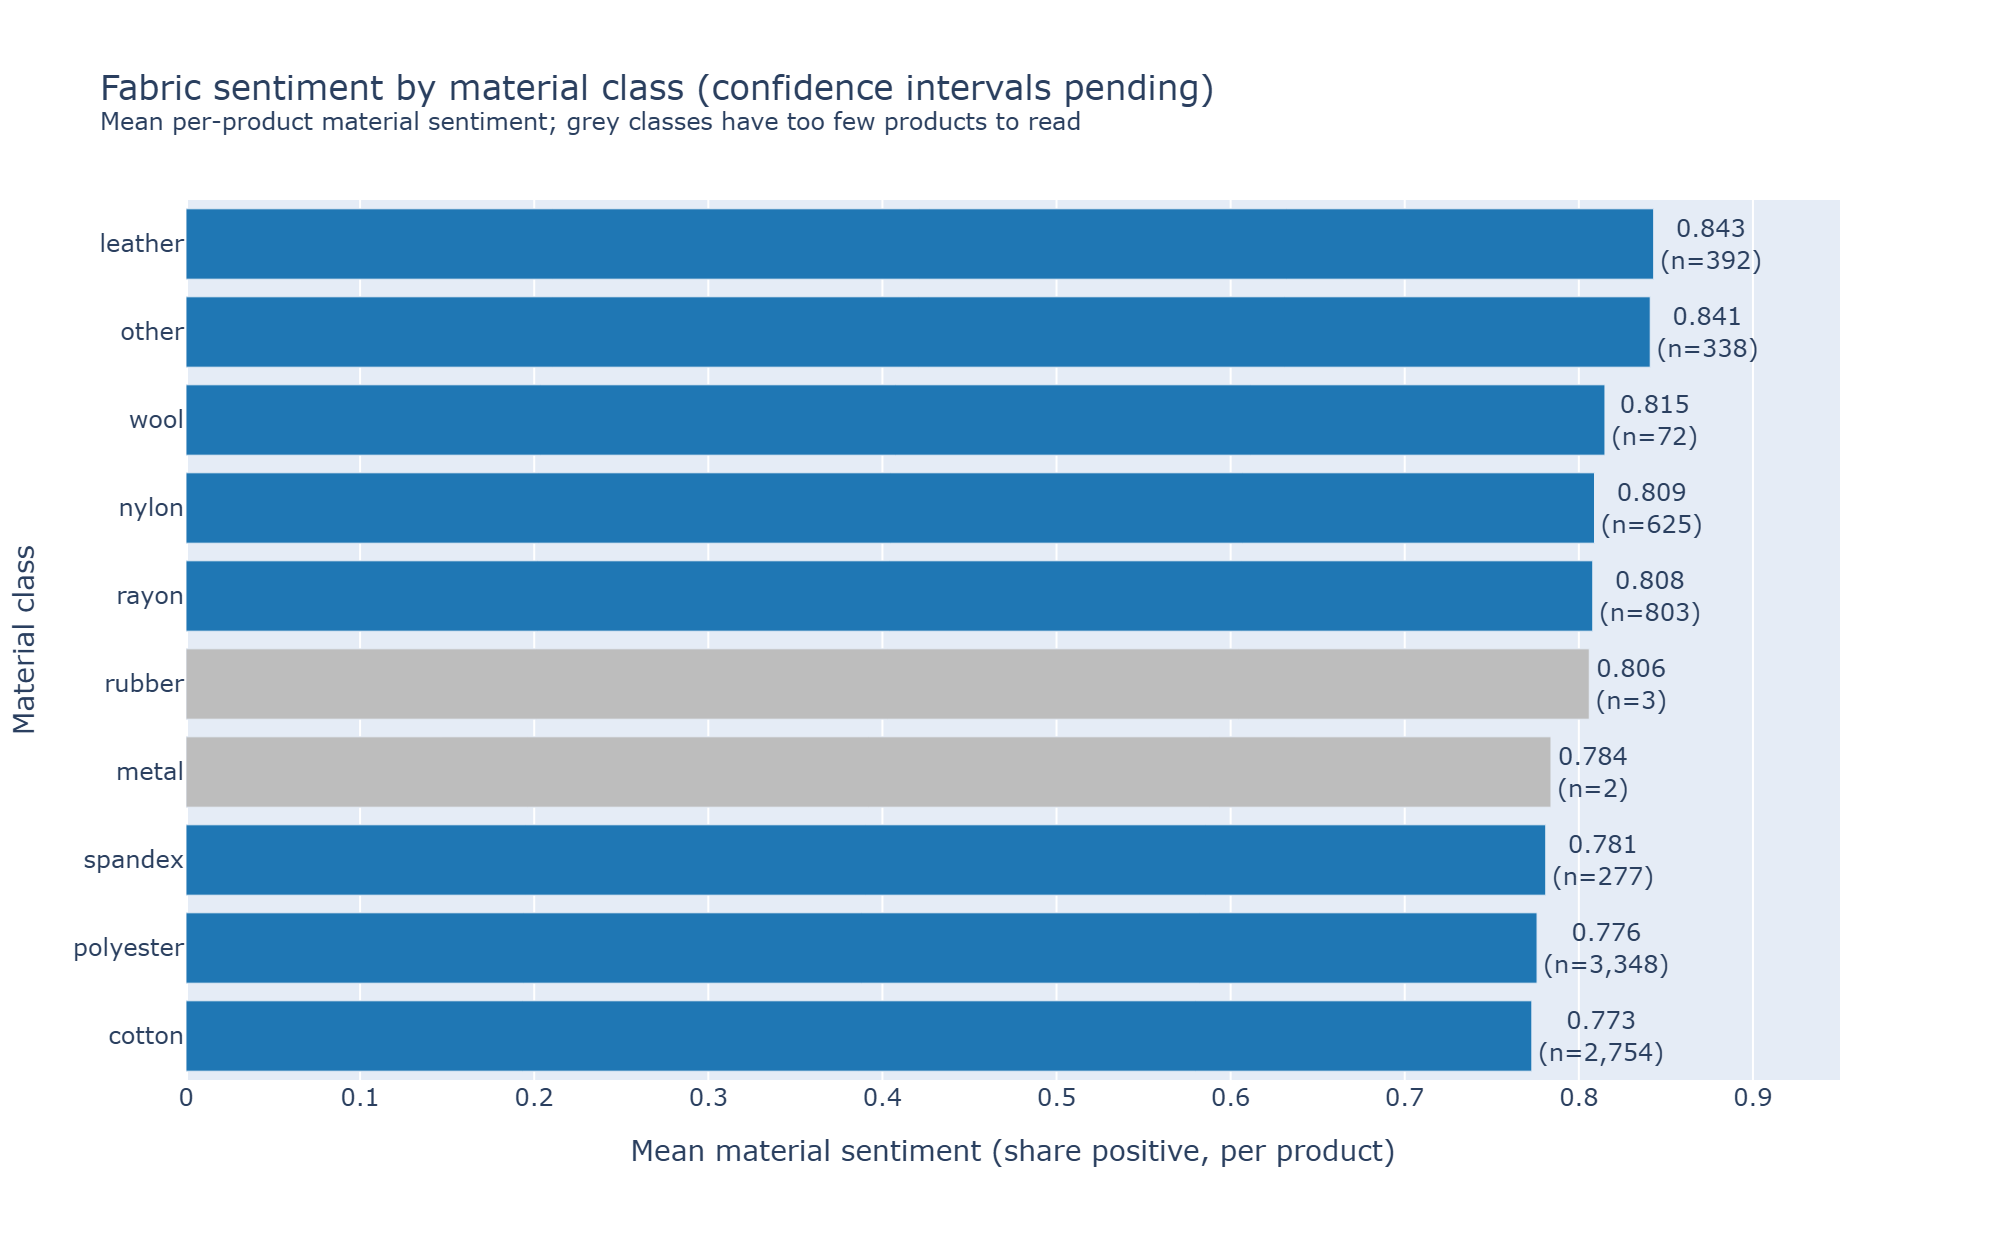 Fabric sentiment by material class (confidence intervals pending)
Mean per-product material sentiment; grey classes have too few products to read
Material class
leather
0.843
(n=392)
other
0.841
(n=338)
wool
0.815
(n=72)
nylon
0.809
(n=625)
rayon
0.808
(n=803)
rubber
0.806
(n=3)
metal
0.784
(n=2)
spandex
0.781
(n=277)
polyester
0.776
(n=3,348)
cotton
0.773
(n=2,754)
0 0.1 0.2 0.3 0.4 0.5 0.6 0.7 0.8 0.9
Mean material sentiment (share positive, per product)